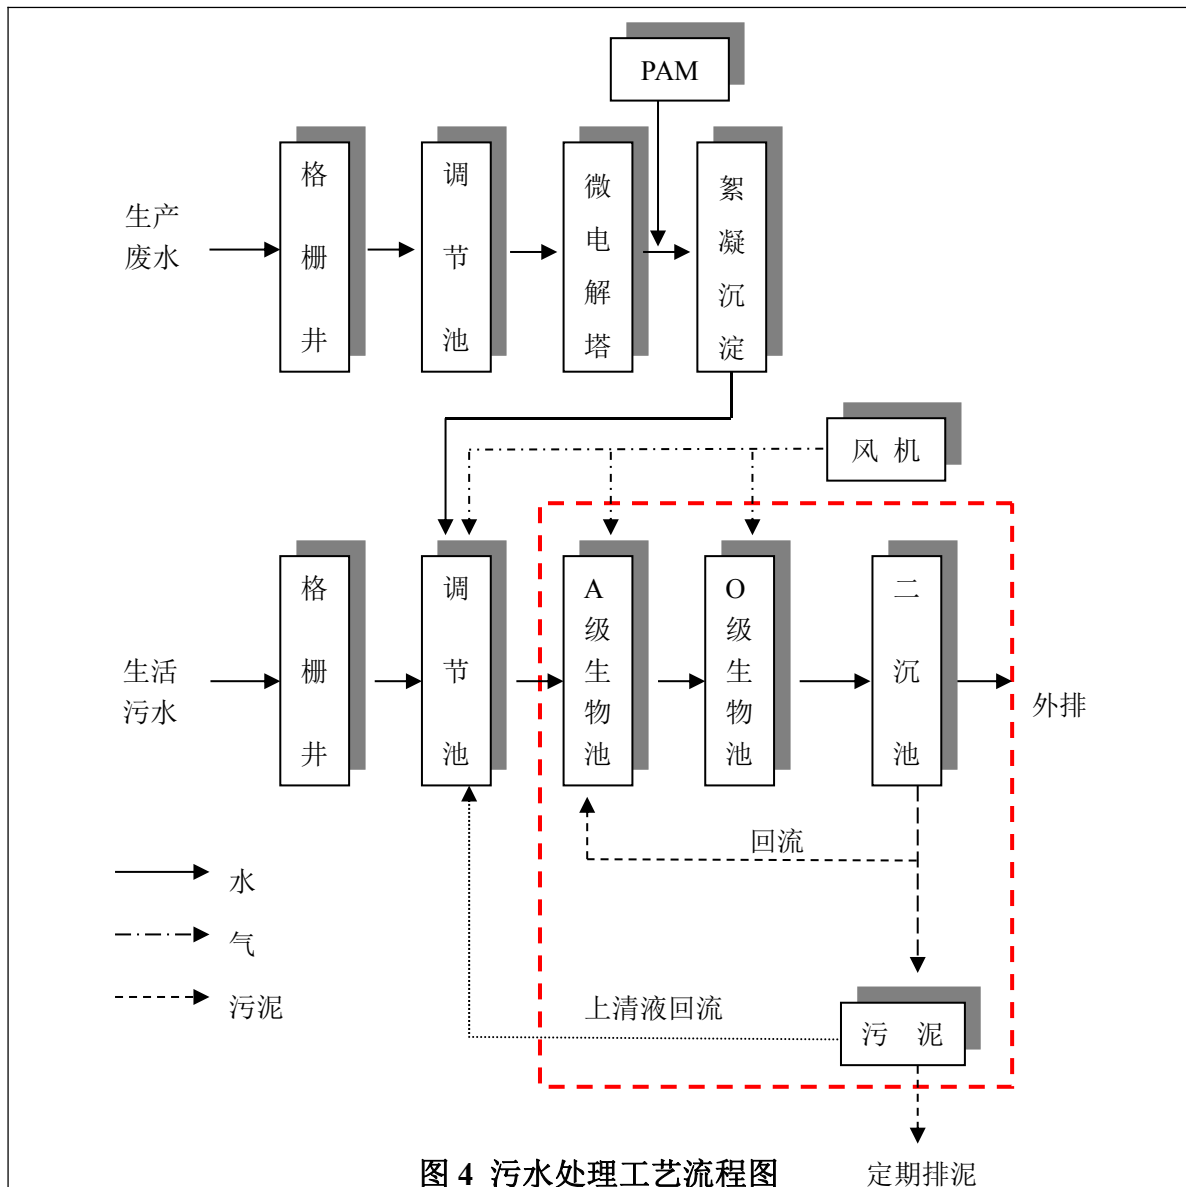 PAM
生产
废水
格栅井
调节池
微电解塔
絮凝沉淀
风 机
生活
污水
格栅井
调节池
A级生物池
O级生物池
二沉池
外排
回流
水
气
污泥
上清液回流
污 泥
定期排泥
图 4 污水处理工艺流程图